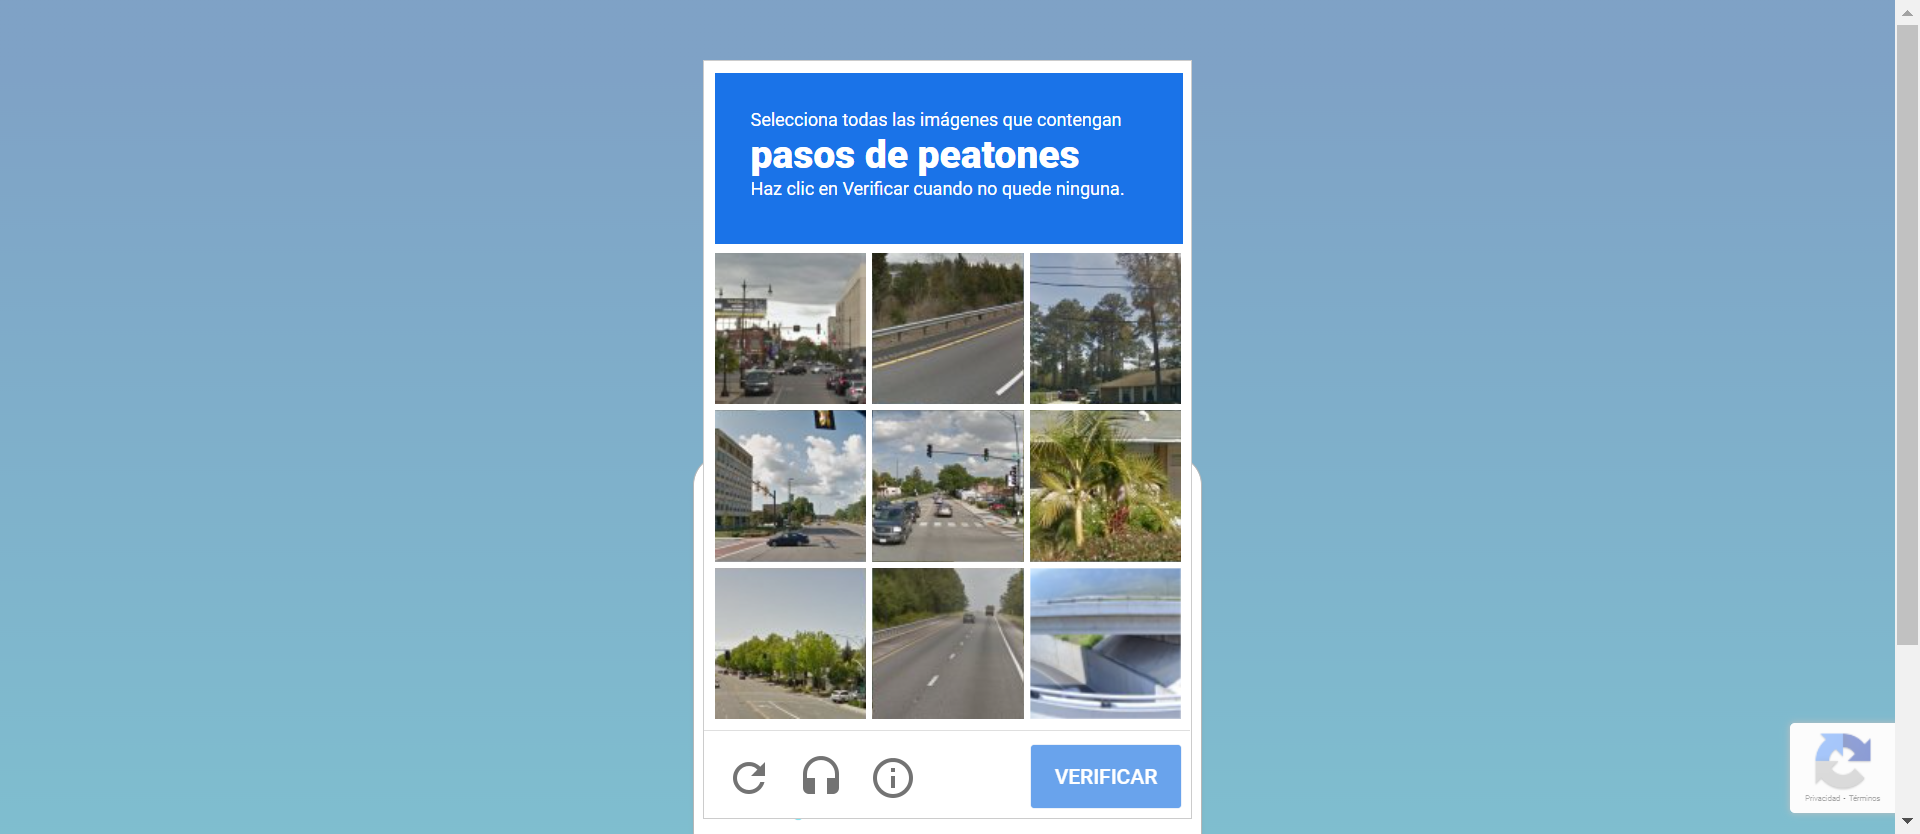 Selecciona todas las imágenes que contengan
pasos de peatones
Haz clic en Verificar cuando no quede ninguna.
VERIFICAR
Privacidad - Términos